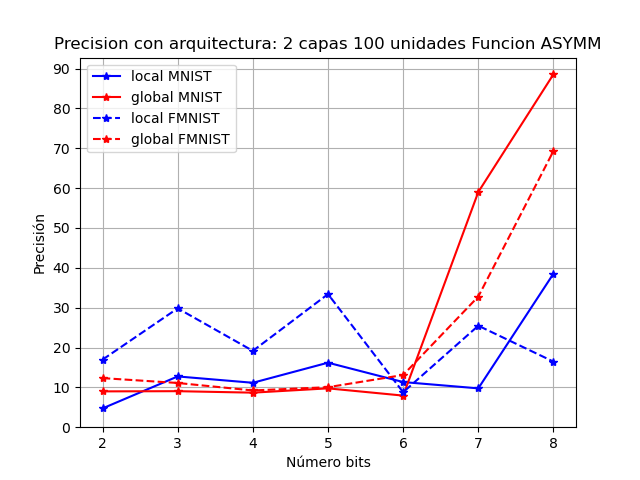 Precision con arquitectura: 2 capas 100 unidades Funcion ASYMM
local MNIST
global MNIST
local FMNIST
global FMNIST
Precisión
90
80
70
60
50
40
30
20
10
0
2 3 4 5 6 7 8
Número bits